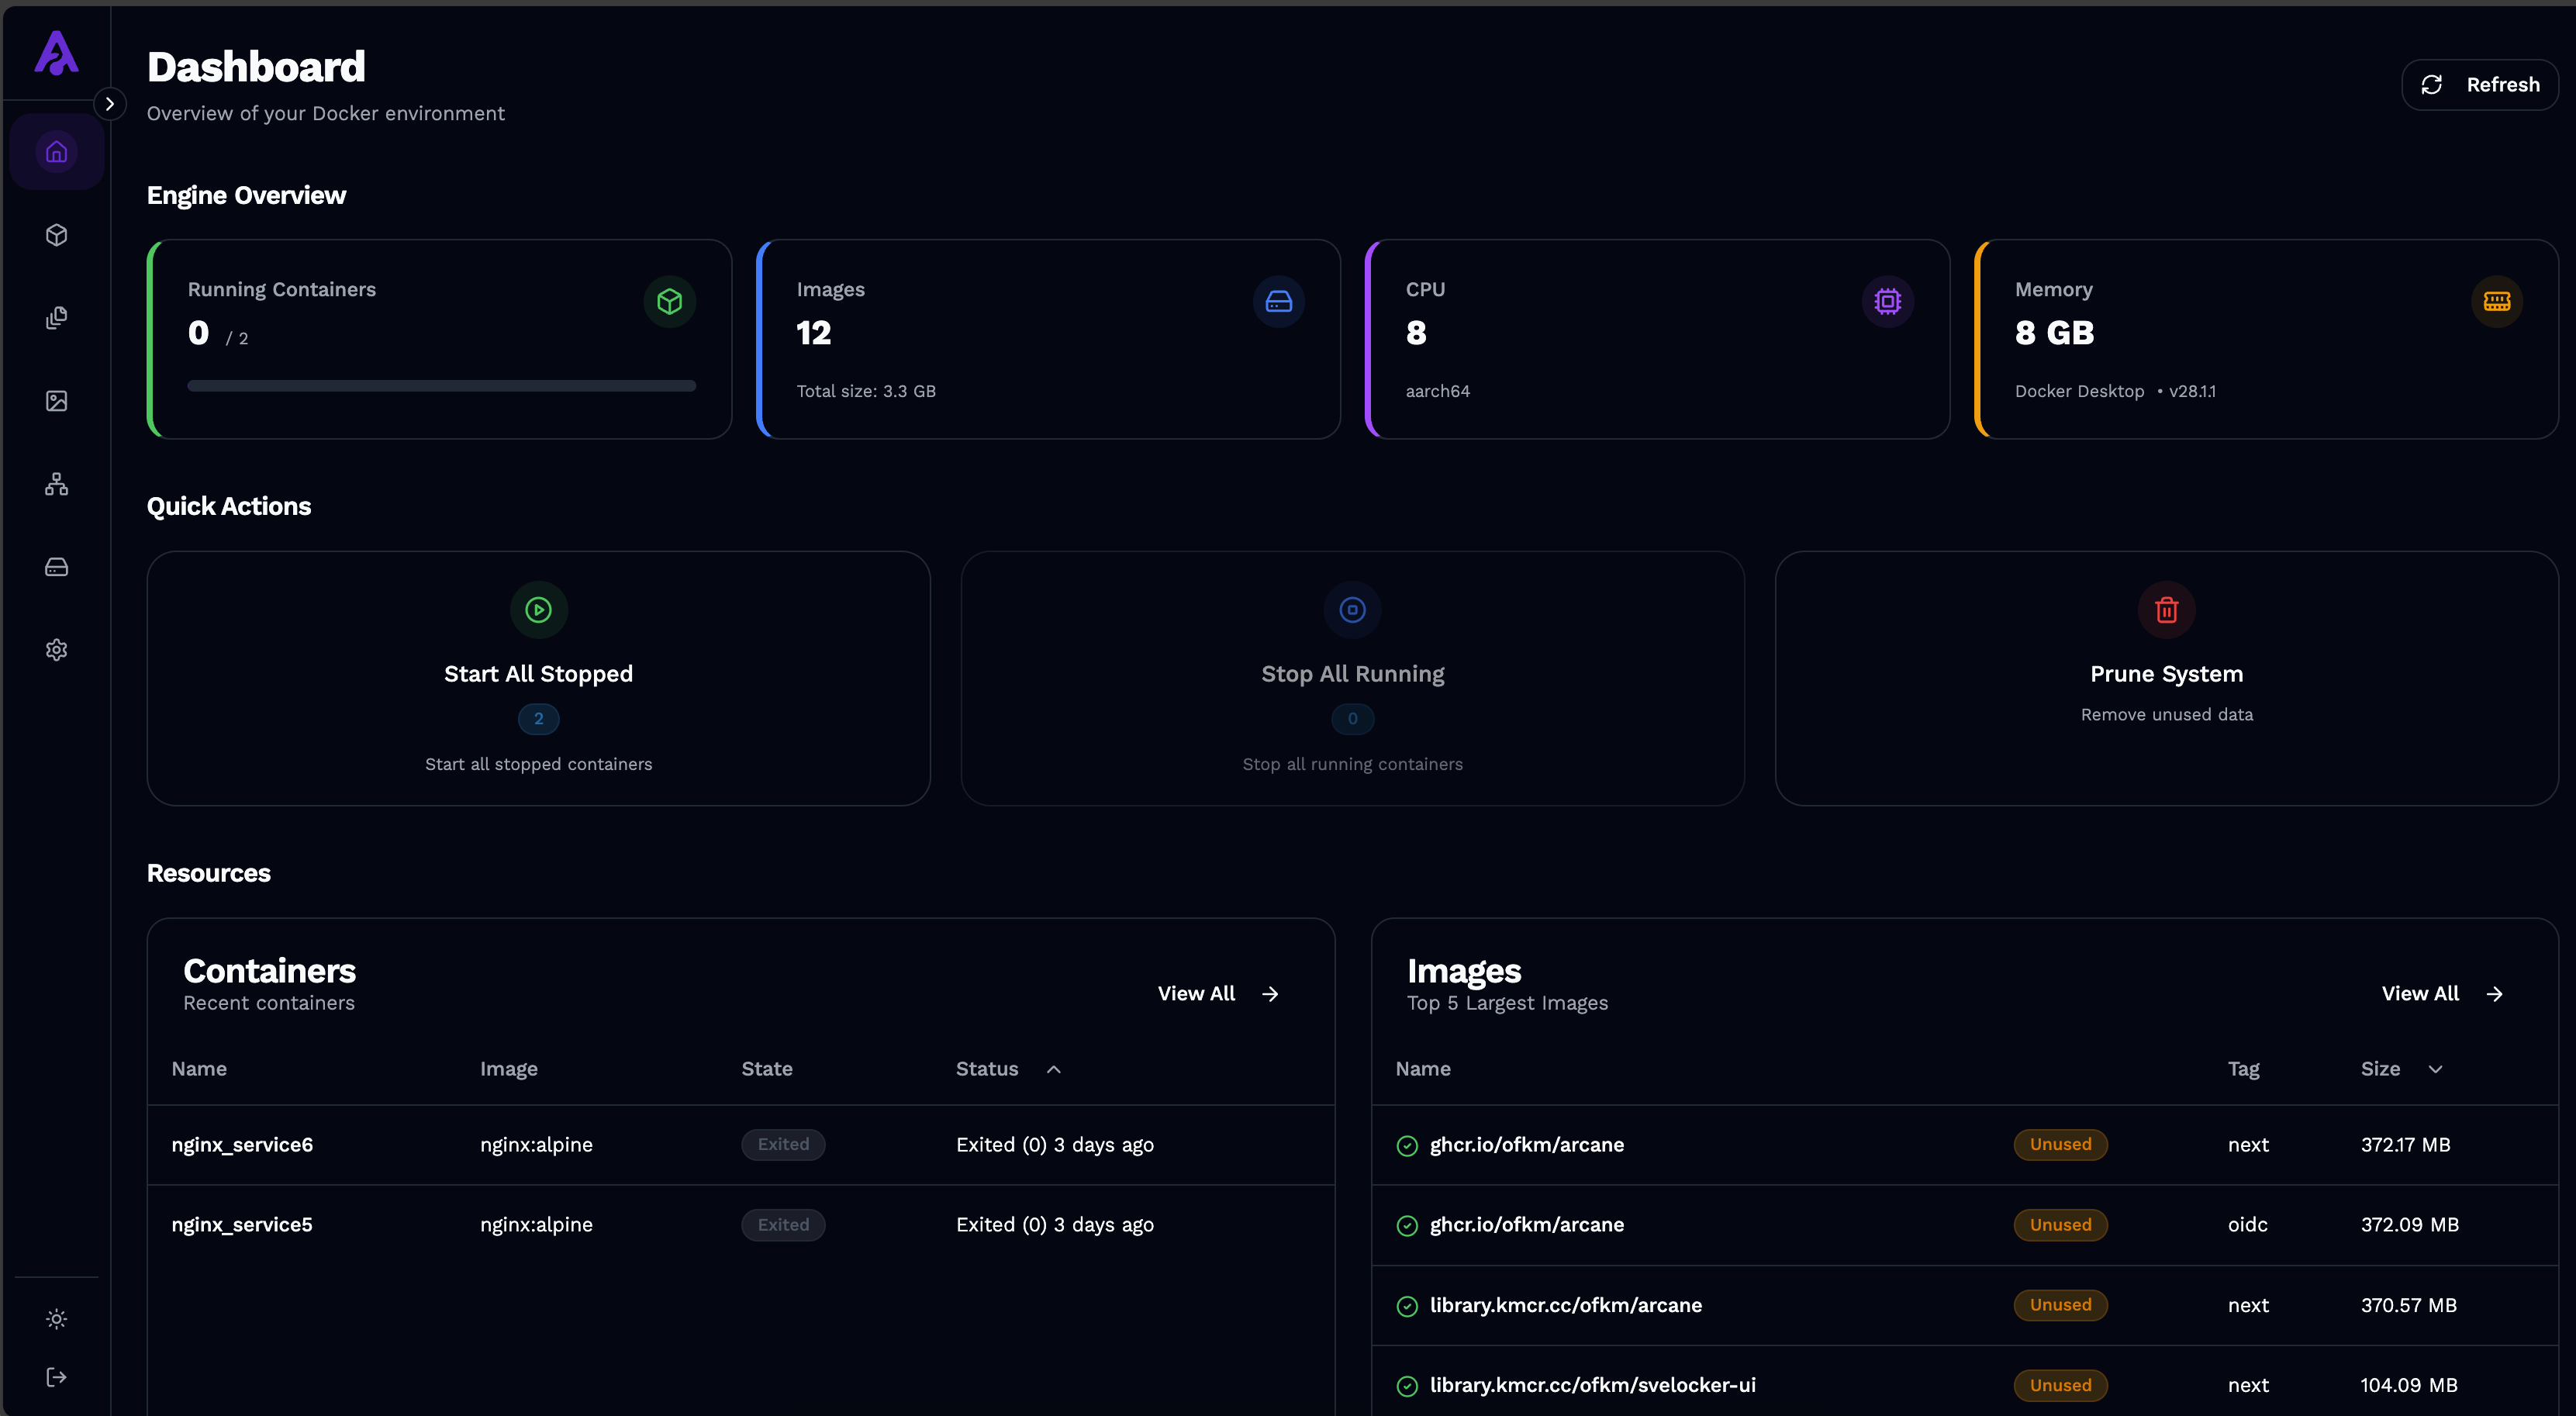 Dashboard
Overview of your Docker environment
Refresh
Engine Overview
Running Containers
0 / 2
Images
12
Total size: 3.3 GB
CPU
8
aarch64
Memory
8 GB
Docker Desktop • v28.1.1
Quick Actions
Start All Stopped
2
Start all stopped containers
Stop All Running
0
Stop all running containers
Prune System
Remove unused data
Resources
Containers
Recent containers
View All
Name Image State Status
nginx_service6 nginx:alpine Exited Exited (0) 3 days ago
nginx_service5 nginx:alpine Exited Exited (0) 3 days ago
Images
Top 5 Largest Images
View All
Name Tag Size
ghcr.io/ofkm/arcane Unused next 372.17 MB
ghcr.io/ofkm/arcane Unused oidc 372.09 MB
library.kmcr.cc/ofkm/arcane Unused next 370.57 MB
library.kmcr.cc/ofkm/svelocker-ui Unused next 104.09 MB